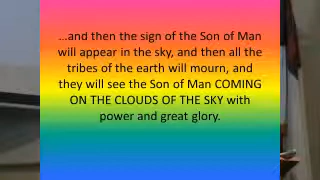 ....and then the sign of the Son of Man
will appear in the sky, and then all the
tribes of the earth will mourn, and
they will see the Son of Man COMING
ON THE CLOUDS OF THE SKY with
power and great glory.